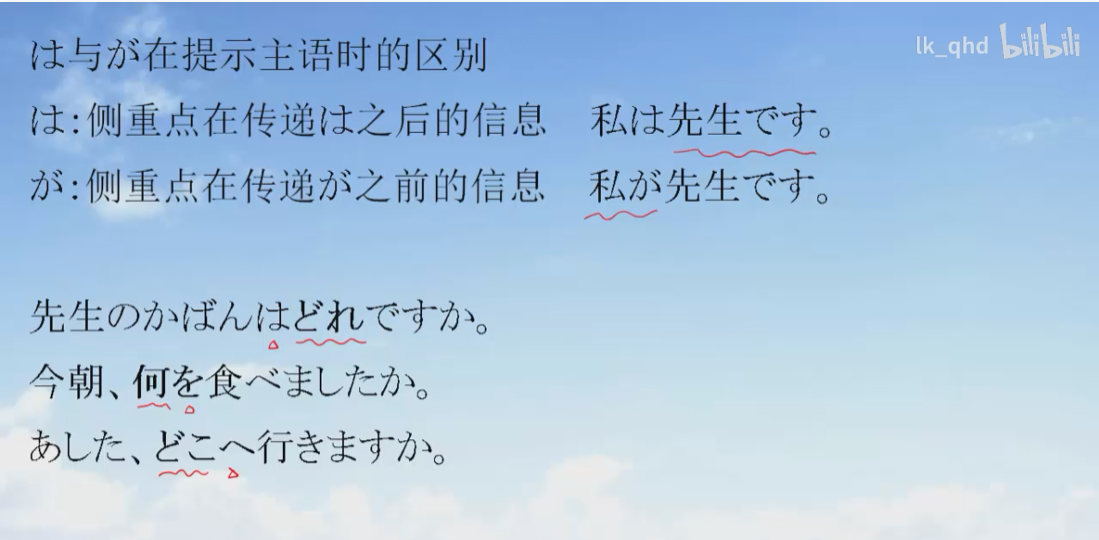 lk_qhd bilibili
は与が在提示主语时的区别
は:侧重点在传递は之后的信息 私は先生です。
が:侧重点在传递が之前的信息 私が先生です。
先生のかばんはどれですか。
今朝、何を食べましたか。
あした、どこへ行きますか。